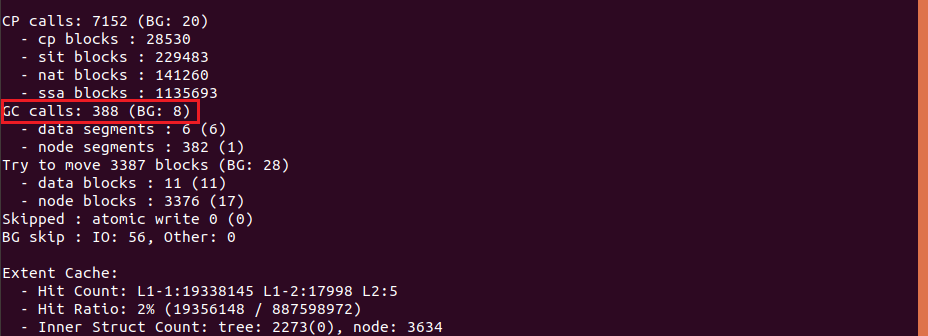 CP calls: 7152 (BG: 20)
- cp blocks : 28530
- sit blocks : 229483
- nat blocks : 141260
- ssa blocks : 1135693
GC calls: 388 (BG: 8)
- data segments : 6 (6)
- node segments : 382 (1)
Try to move 3387 blocks (BG: 28)
- data blocks : 11 (11)
- node blocks : 3376 (17)
Skipped : atomic write 0 (0)
BG skip : IO: 56, Other: 0
Extent Cache:
- Hit Count: L1-1:19338145 L1-2:17998 L2:5
- Hit Ratio: 2% (19356148 / 887598972)
- Inner Struct Count: tree: 2273(0), node: 3634